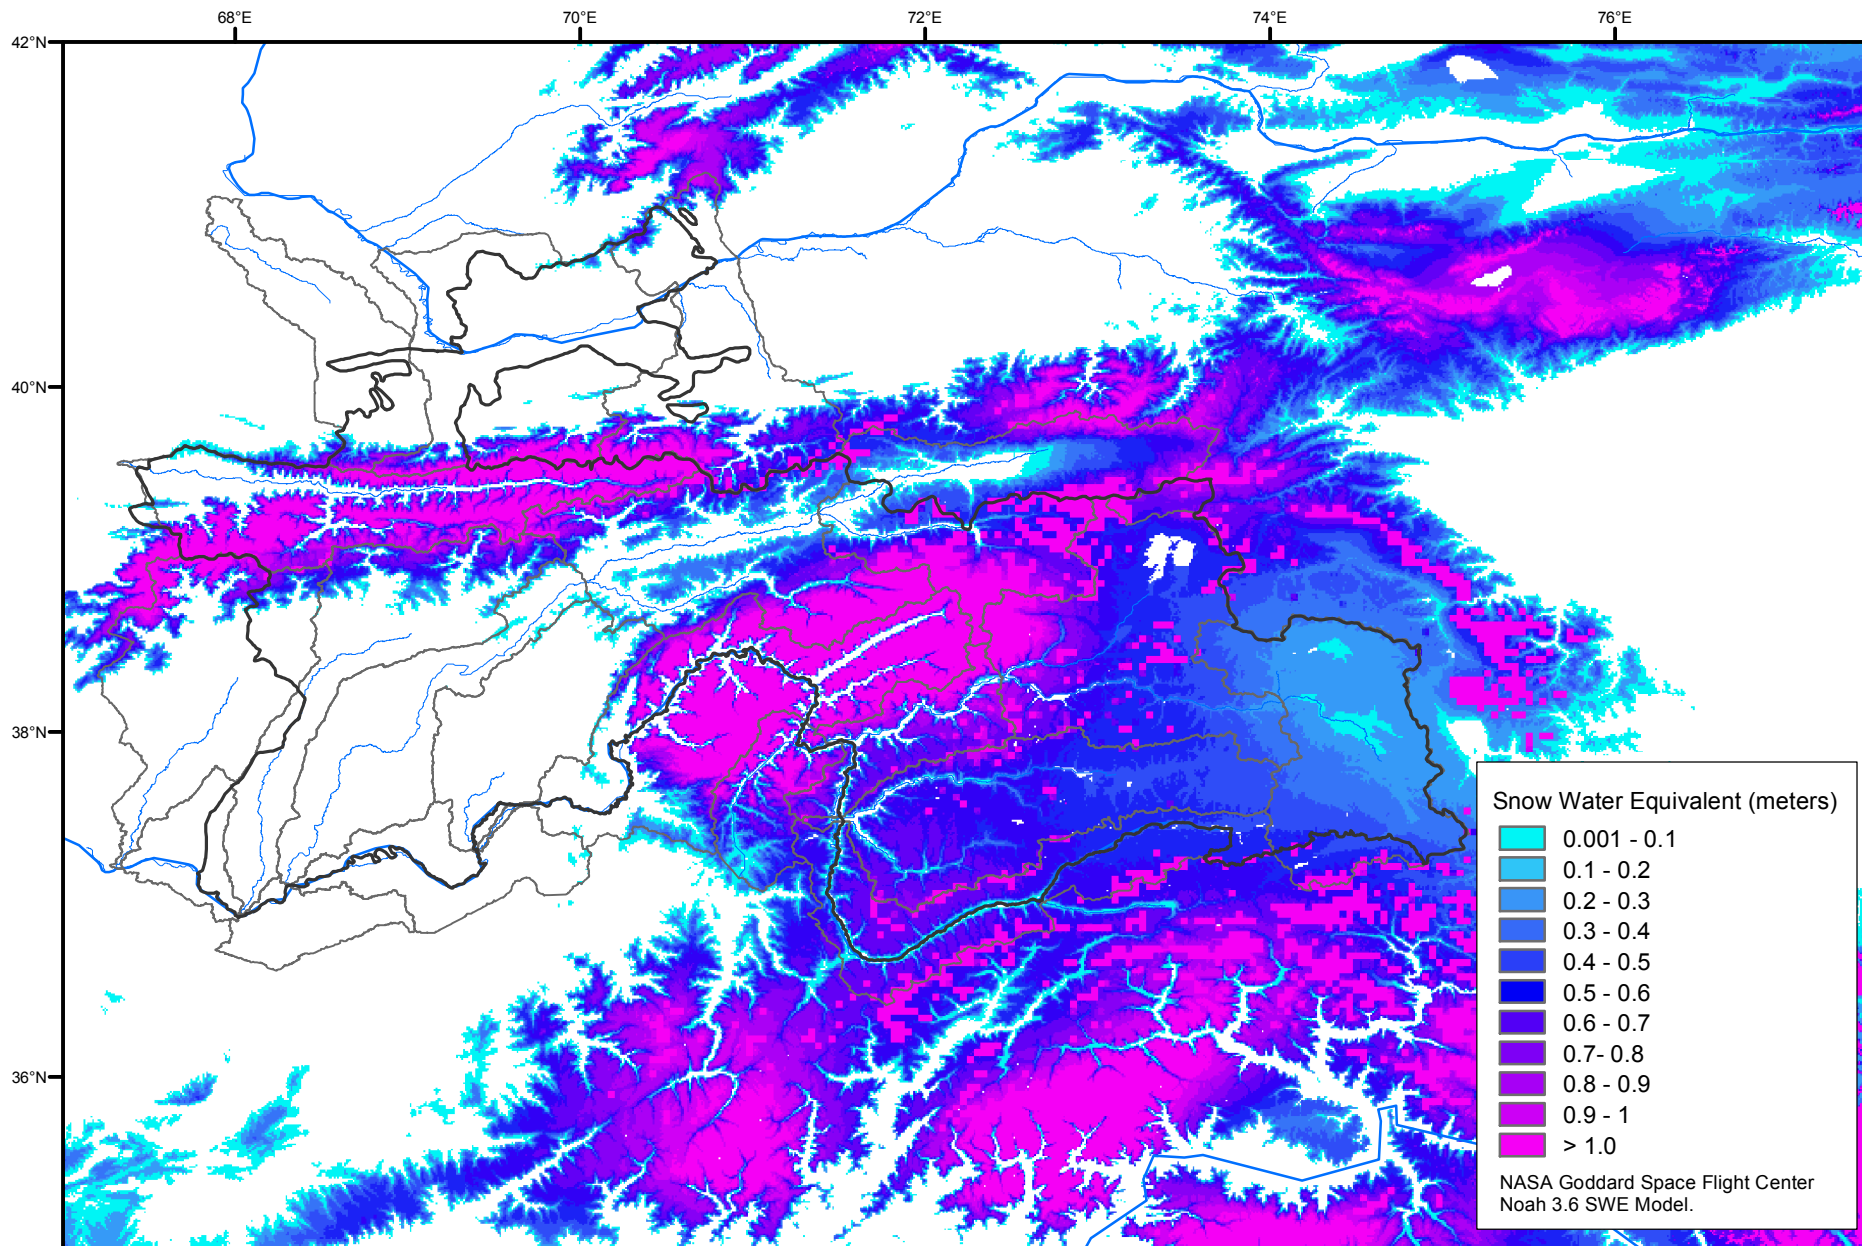 68°E
70°E
72°E
74°E
76°E
42°N
40°N
38°N
36°N
Snow Water Equivalent (meters)
0.001 - 0.1
0.1 - 0.2
0.2 - 0.3
0.3 - 0.4
0.4 - 0.5
0.5 - 0.6
0.6 - 0.7
0.7- 0.8
0.8 - 0.9
0.9 - 1
> 1.0
NASA Goddard Space Flight Center
Noah 3.6 SWE Model.